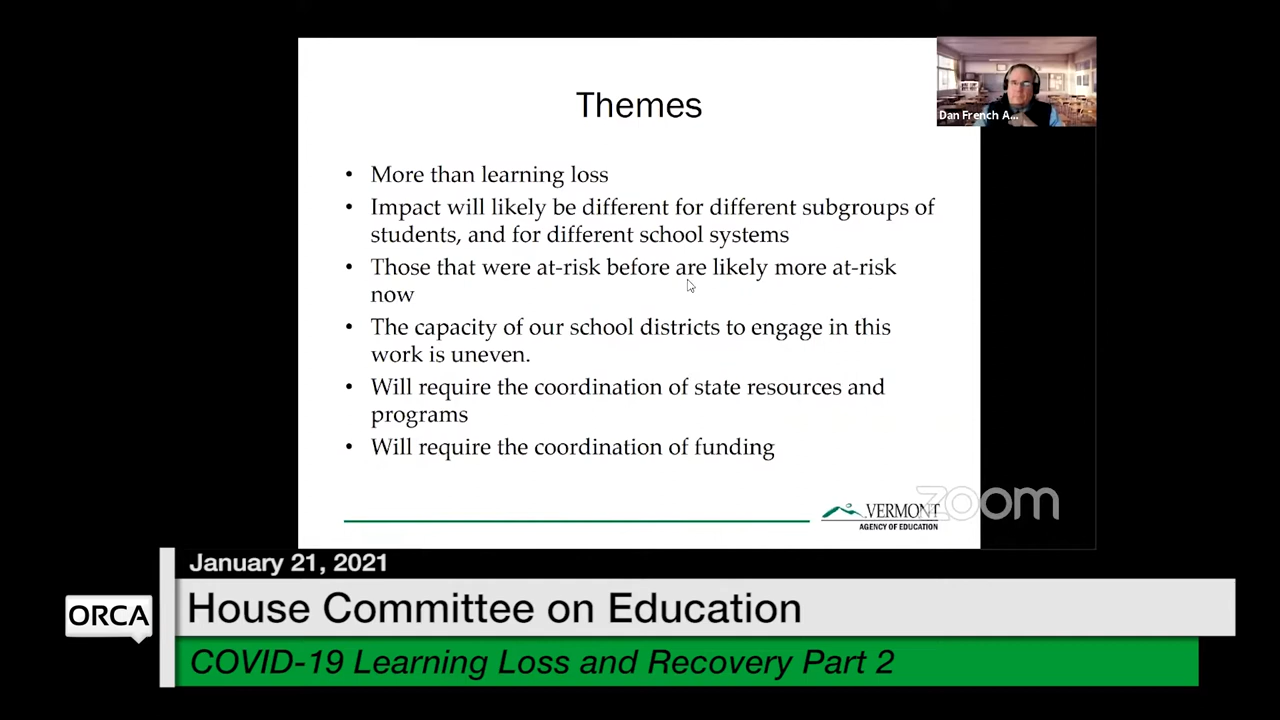 Themes
Dan French A...
• More than learning loss
• Impact will likely be different for different subgroups of
students, and for different school systems
• Those that were at-risk before are likely more at-risk
now
• The capacity of our school districts to engage in this
work is uneven.
• Will require the coordination of state resources and
programs
• Will require the coordination of funding
zoom
VERMONT
AGENCY OF EDUCATION
January 21, 2021
ORCA
House Committee on Education
COVID-19 Learning Loss and Recovery Part 2